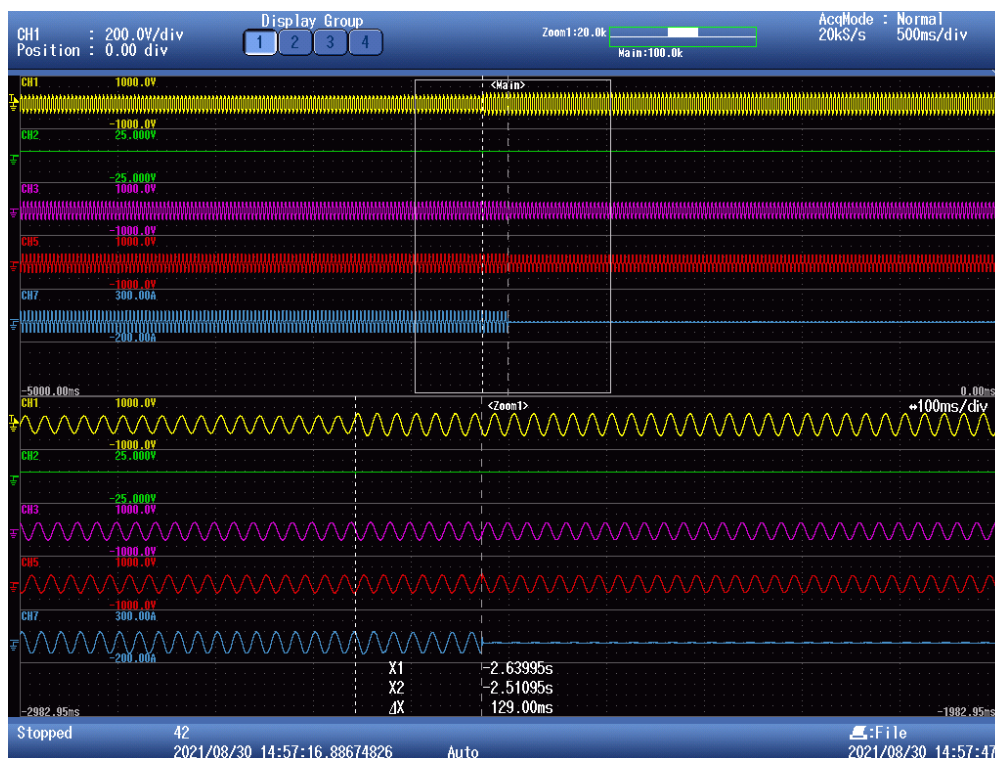 CH1 : 200.0V/div
Position : 0.00 div
Display Group
1 2 3 4
Zoom1:20.0k
Main:100.0k
AcqMode : Normal
20kS/s 500ms/div
<Main>
CH1 1000.0V
-1000.0V
CH2 25.000V
-25.000V
CH3 1000.0V
-1000.0V
CH5 1000.0V
-1000.0V
CH7 300.00A
-200.00A
-5000.00ms 0.00ms
<Zoom1>
↔100ms/div
CH1 1000.0V
-1000.0V
CH2 25.000V
-25.000V
CH3 1000.0V
-1000.0V
CH5 1000.0V
-1000.0V
CH7 300.00A
-200.00A
X1 -2.63995s
X2 -2.51095s
ΔX 129.00ms
-2982.95ms -1982.95ms
Stopped 42 :File
2021/08/30 14:57:16.88674826 Auto 2021/08/30 14:57:47